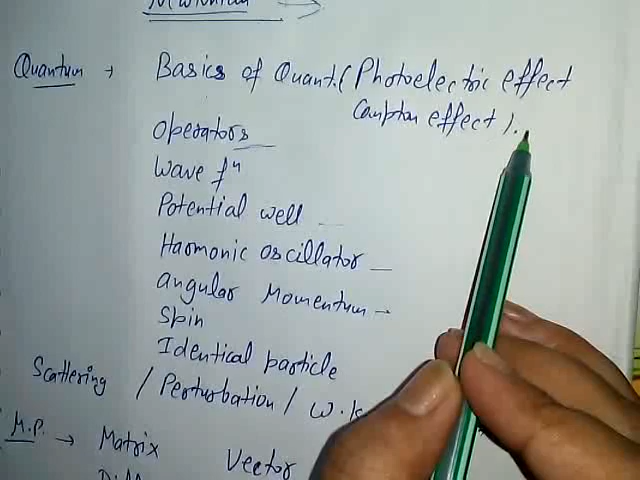 Quantum → Basics of Quant. (Photoelectric effect
Compton effect).
Operators
Wave fⁿ
Potential well
Harmonic Oscillator
Angular Momentum →
Spin
Identical particle
Scattering / Perturbation / W.K
M.P. → Matrix Vector